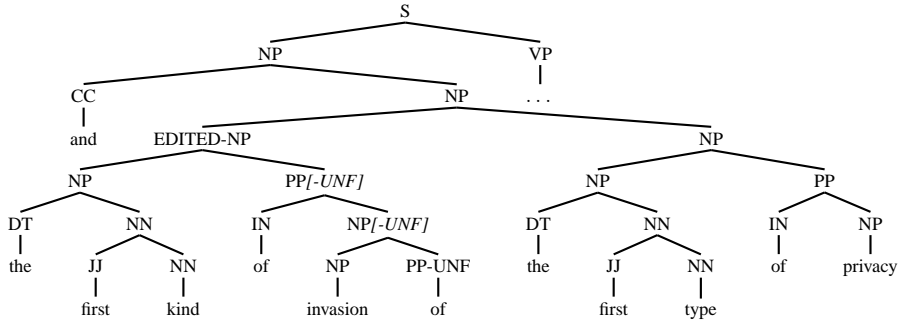 S
NP VP
CC NP . . .
and EDITED-NP NP
NP PP[-UNF] NP PP
DT NN IN NP[-UNF] DT NN IN NP
the JJ NN of NP PP-UNF the JJ NN of privacy
first kind invasion of first type